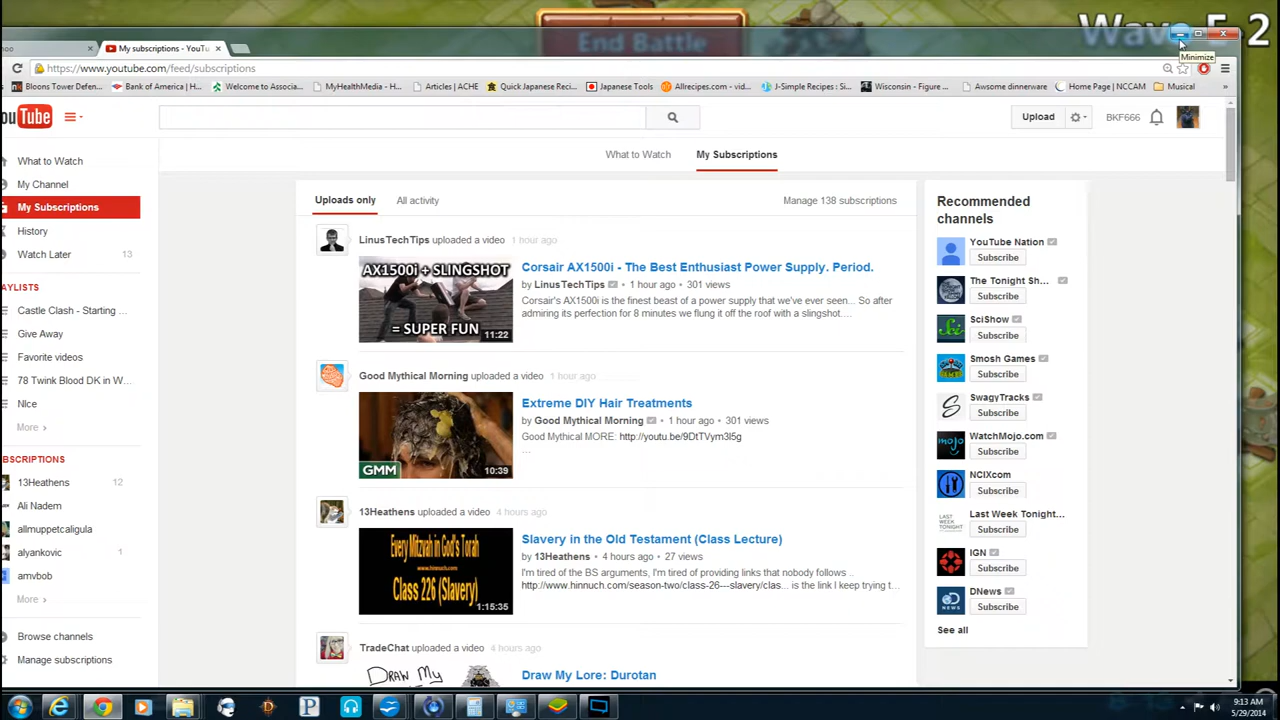 End Battle
Wave E-2
hoo
My subscriptions - YouTu
Minimize
https://www.youtube.com/feed/subscriptions
Bloons Tower Defen...
Bank of America | H...
Welcome to Associa...
MyHealthMedia - H...
Articles | ACHE
Quick Japanese Reci...
Japanese Tools
Allrecipes.com - vid...
J-Simple Recipes : Si...
Wisconsin - Figure ...
Awsome dinnerware
Home Page | NCCAM
Musical
»
ou Tube
Upload
BKF666
What to Watch
My Subscriptions
What to Watch
My Channel
My Subscriptions
History
Watch Later 13
AYLISTS
Castle Clash - Starting ...
Give Away
Favorite videos
78 Twink Blood DK in W...
NIce
More ›
UBSCRIPTIONS
13Heathens 12
Ali Nadem
allmuppetcaligula
alyankovic 1
amvbob
More ›
Browse channels
Manage subscriptions
Uploads only
All activity
Manage 138 subscriptions
LinusTechTips uploaded a video 1 hour ago
AX1500i + SLINGSHOT
= SUPER FUN
11:22
Corsair AX1500i - The Best Enthusiast Power Supply. Period.
by LinusTechTips • 1 hour ago • 301 views
Corsair's AX1500i is the finest beast of a power supply that we've ever seen... So after
admiring its perfection for 8 minutes we flung it off the roof with a slingshot....
Good Mythical Morning uploaded a video 1 hour ago
GMM
10:39
Extreme DIY Hair Treatments
by Good Mythical Morning • 1 hour ago • 301 views
Good Mythical MORE: http://youtu.be/9DtTVym3l5g
...
13Heathens uploaded a video 4 hours ago
Every Mitzvah in God's Torah
www.hinnuch.com
Class 226 (Slavery)
1:15:35
Slavery in the Old Testament (Class Lecture)
by 13Heathens • 4 hours ago • 27 views
I'm tired of the BS arguments, I'm tired of providing links that nobody follows ..
http://www.hinnuch.com/season-two/class-26---slavery/clas... is the link I keep trying t...
TradeChat uploaded a video 4 hours ago
DRAW MY
Draw My Lore: Durotan
Recommended
channels
YouTube Nation
Subscribe
The Tonight Sh...
Subscribe
SciShow
Subscribe
Smosh Games
Subscribe
SwagyTracks
Subscribe
mojo
WatchMojo.com
Subscribe
NCIXcom
Subscribe
LAST
WEEK
TONIGHT
Last Week Tonight...
Subscribe
IGN
Subscribe
DNews
Subscribe
See all
9:13 AM
5/29/2014